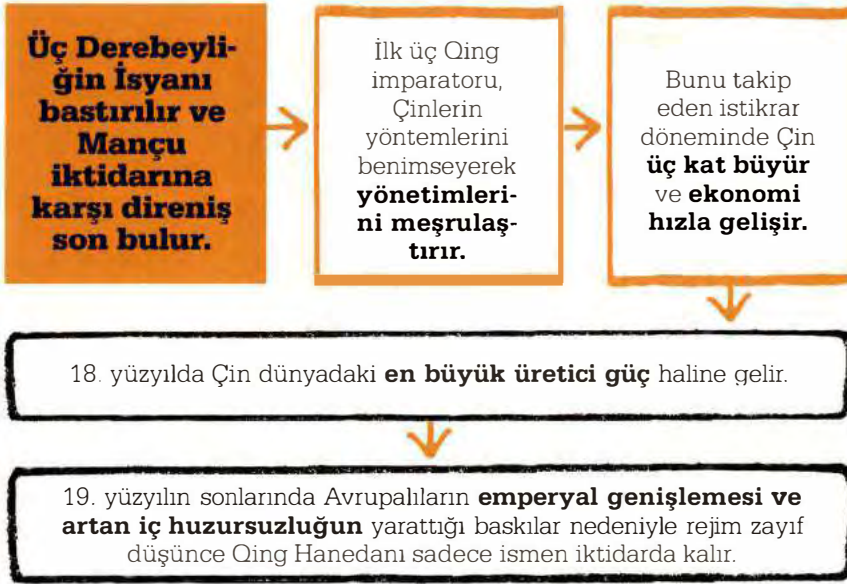 Üç Derebeyli-
ğin İsyanı
bastırılır ve
Mançu
iktidarına
karşı direniş
son bulur.
İlk üç Qing
imparatoru,
Çinlerin
yöntemlerini
benimseyerek
yönetimleri-
ni meşrulaş-
tırır.
Bunu takip
eden istikrar
döneminde Çin
üç kat büyür
ve ekonomi
hızla gelişir.
18. yüzyılda Çin dünyadaki en büyük üretici güç haline gelir.
19. yüzyılın sonlarında Avrupalıların emperyal genişlemesi ve
artan iç huzursuzluğun yarattığı baskılar nedeniyle rejim zayıf
düşünce Qing Hanedanı sadece ismen iktidarda kalır.